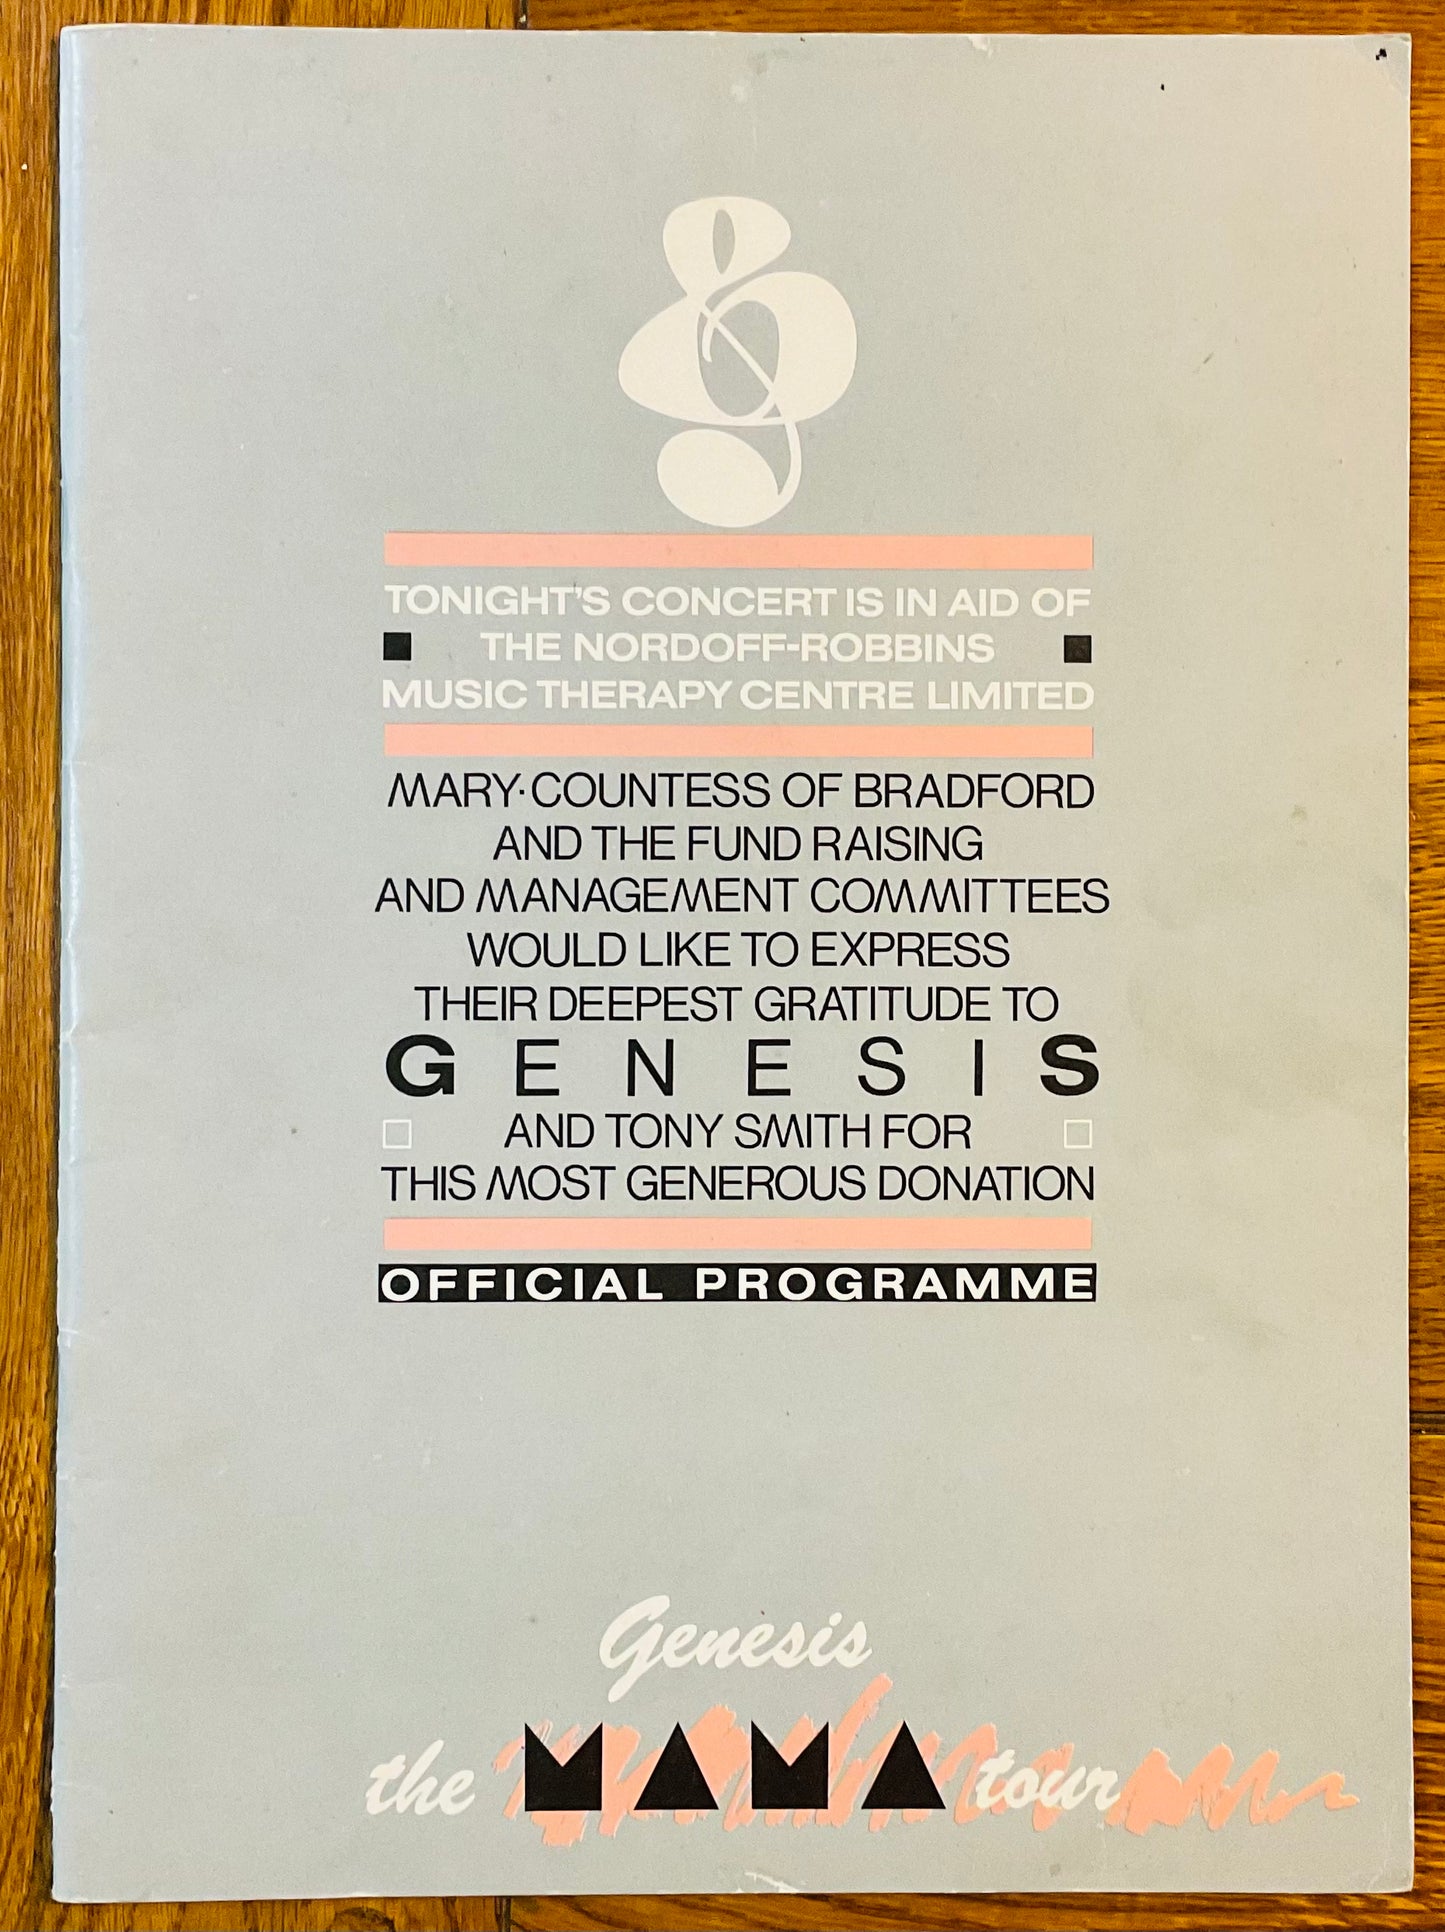 TONIGHT'S CONCERT IS IN AID OF
THE NORDOFF-ROBBINS
MUSIC THERAPY CENTRE LIMITED
MARY·COUNTESS OF BRADFORD
AND THE FUND RAISING
AND MANAGEMENT COMMITTEES
WOULD LIKE TO EXPRESS
THEIR DEEPEST GRATITUDE TO
GENESIS
AND TONY SMITH FOR
THIS MOST GENEROUS DONATION
OFFICIAL PROGRAMME
Genesis
the MAMA tour